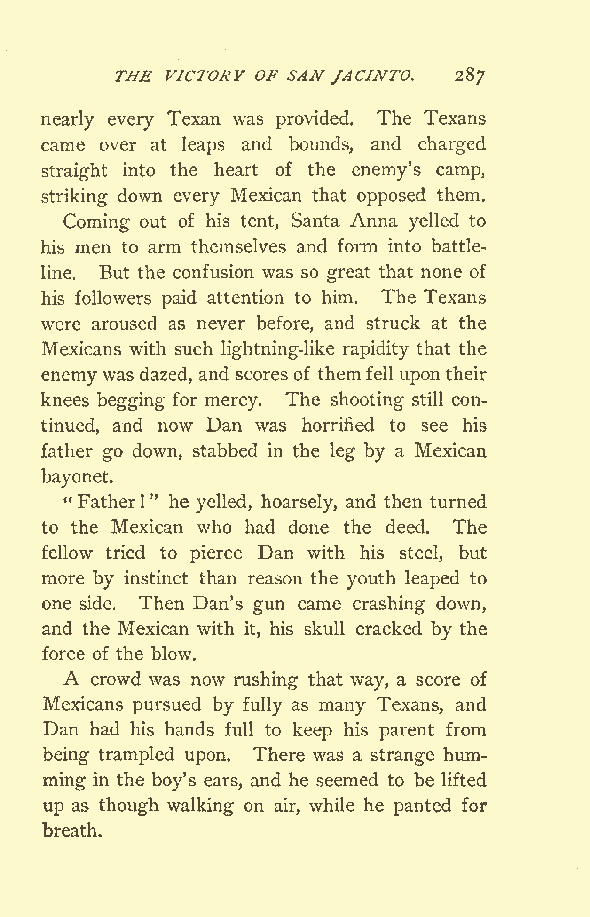 THE VICTORY OF SAN JACINTO. 287
nearly every Texan was provided. The Texans
came over at leaps and bounds, and charged
straight into the heart of the enemy's camp,
striking down every Mexican that opposed them.
Coming out of his tent, Santa Anna yelled to
his men to arm themselves and form into battle-
line. But the confusion was so great that none of
his followers paid attention to him. The Texans
were aroused as never before, and struck at the
Mexicans with such lightning-like rapidity that the
enemy was dazed, and scores of them fell upon their
knees begging for mercy. The shooting still con-
tinued, and now Dan was horrified to see his
father go down, stabbed in the leg by a Mexican
bayonet.
"Father!" he yelled, hoarsely, and then turned
to the Mexican who had done the deed. The
fellow tried to pierce Dan with his steel, but
more by instinct than reason the youth leaped to
one side. Then Dan's gun came crashing down,
and the Mexican with it, his skull cracked by the
force of the blow.
A crowd was now rushing that way, a score of
Mexicans pursued by fully as many Texans, and
Dan had his hands full to keep his parent from
being trampled upon. There was a strange hum-
ming in the boy's ears, and he seemed to be lifted
up as though walking on air, while he panted for
breath.